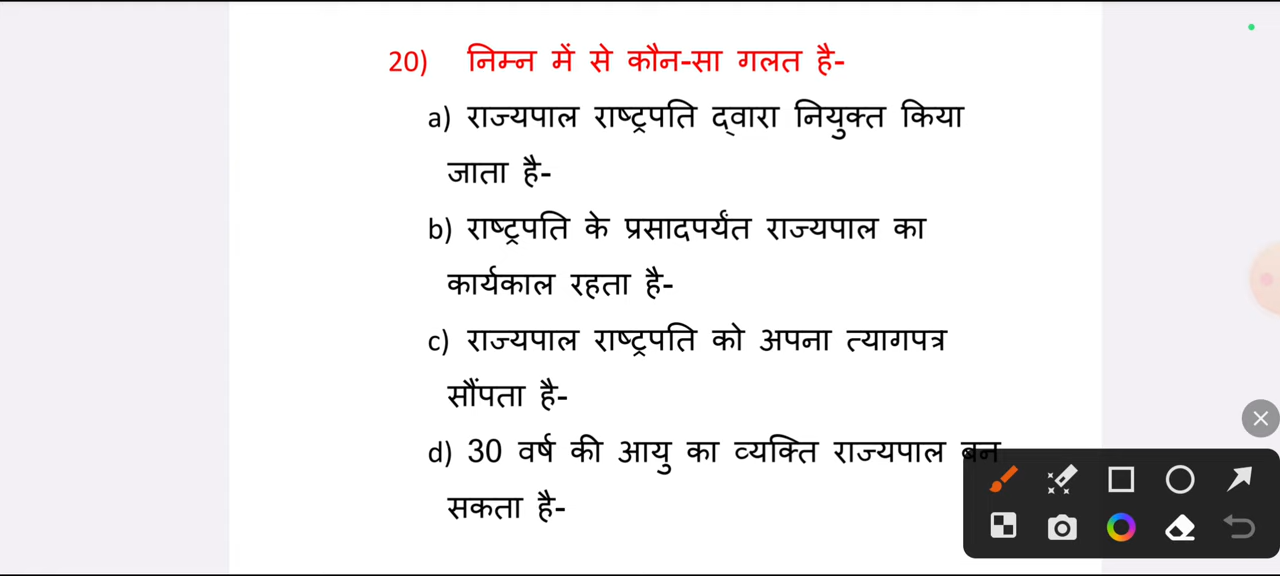 20) निम्न में से कौन-सा गलत है-
a) राज्यपाल राष्ट्रपति द्वारा नियुक्त किया
जाता है-
b) राष्ट्रपति के प्रसादपर्यंत राज्यपाल का
कार्यकाल रहता है-
c) राज्यपाल राष्ट्रपति को अपना त्यागपत्र
सौंपता है-
d) 30 वर्ष की आयु का व्यक्ति राज्यपाल बन
सकता है-